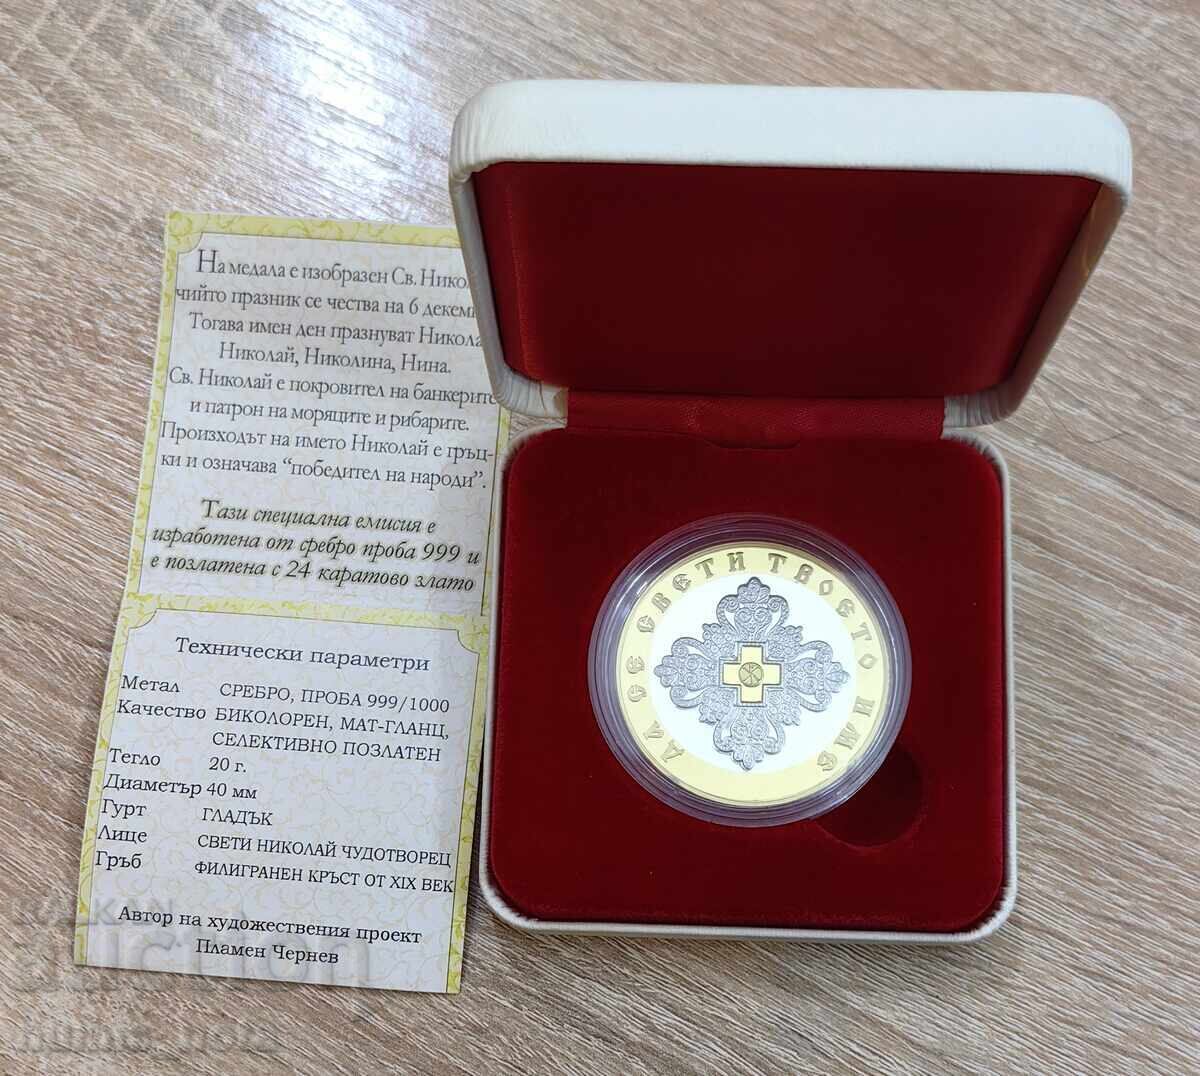 На медала е изобразен Св. Никол
чийто празник се чества на 6 декем
Тогава имен ден празнуват Никола
Николай, Николина, Нина.
Св. Николай е покровител на банкерите
и патрон на моряците и рибарите.
Произходът на името Николай е гръц-
ки и означава “победител на народи”.
Тази специална емисия е
изработена от сребро проба 999 и
е позлатена с 24 каратово злато
Технически параметри
Метал СРЕБРО, ПРОБА 999/1000
Качество БИКОЛОРЕН, МАТ-ГЛАНЦ,
СЕЛЕКТИВНО ПОЗЛАТЕН
Тегло 20 г.
Диаметър 40 мм
Гурт ГЛАДЪК
Лице СВЕТИ НИКОЛАЙ ЧУДОТВОРЕЦ
Гръб ФИЛИГРАНЕН КРЪСТ ОТ XIX ВЕК
Автор на художествения проект
Пламен Чернев
ДА СЕ СВЕТИ ТВОЕТО ИМЕ
BALKAN
auction